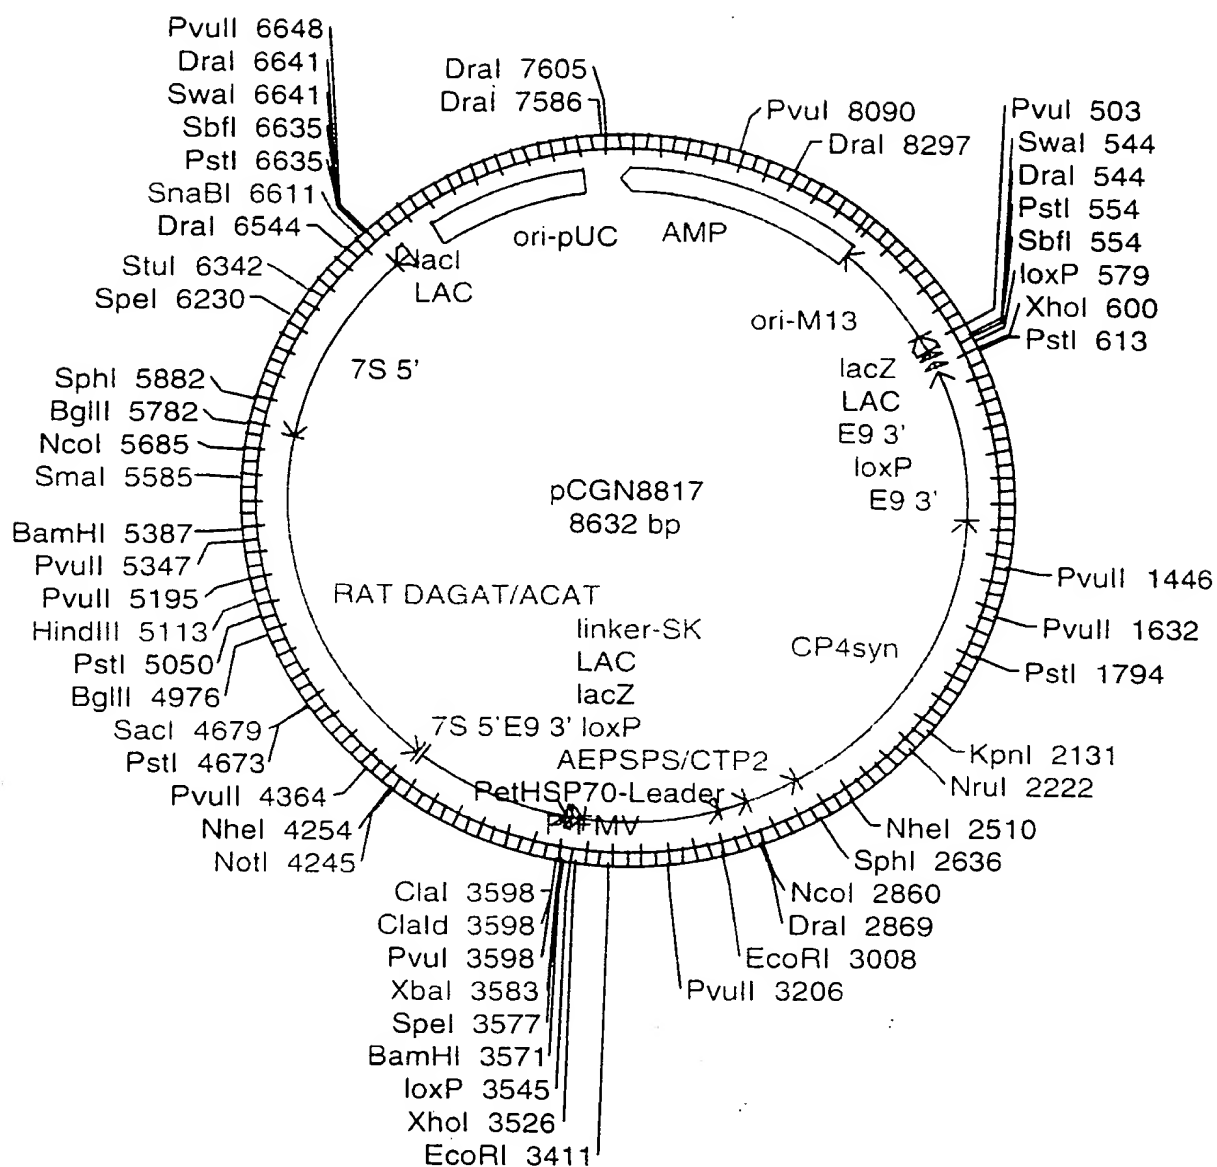 PvuII 6648
DraI 6641
SwaI 6641
SbfI 6635
PstI 6635
SnaBI 6611
DraI 6544
StuI 6342
SpeI 6230
SphI 5882
BglII 5782
NcoI 5685
SmaI 5585
BamHI 5387
PvuII 5347
PvuII 5195
HindIII 5113
PstI 5050
BglII 4976
SacI 4679
PstI 4673
PvuII 4364
NheI 4254
NotI 4245
DraI 7605
DraI 7586
PvuI 8090
DraI 8297
PvuI 503
SwaI 544
DraI 544
PstI 554
SbfI 554
loxP 579
XhoI 600
PstI 613
ori-pUC
AMP
lacI
LAC
ori-M13
7S 5'
lacZ
LAC
E9 3'
loxP
E9 3'
pCGN8817
8632 bp
RAT DAGAT/ACAT
linker-SK
LAC
lacZ
7S 5' E9 3' loxP
CP4syn
AEPSPS/CTP2
PetHSP70-Leader
PvuII 1446
PvuII 1632
PstI 1794
KpnI 2131
NruI 2222
NheI 2510
SphI 2636
NcoI 2860
DraI 2869
EcoRI 3008
PvuII 3206
ClaI 3598
ClaId 3598
PvuI 3598
XbaI 3583
SpeI 3577
BamHI 3571
loxP 3545
XhoI 3526
EcoRI 3411